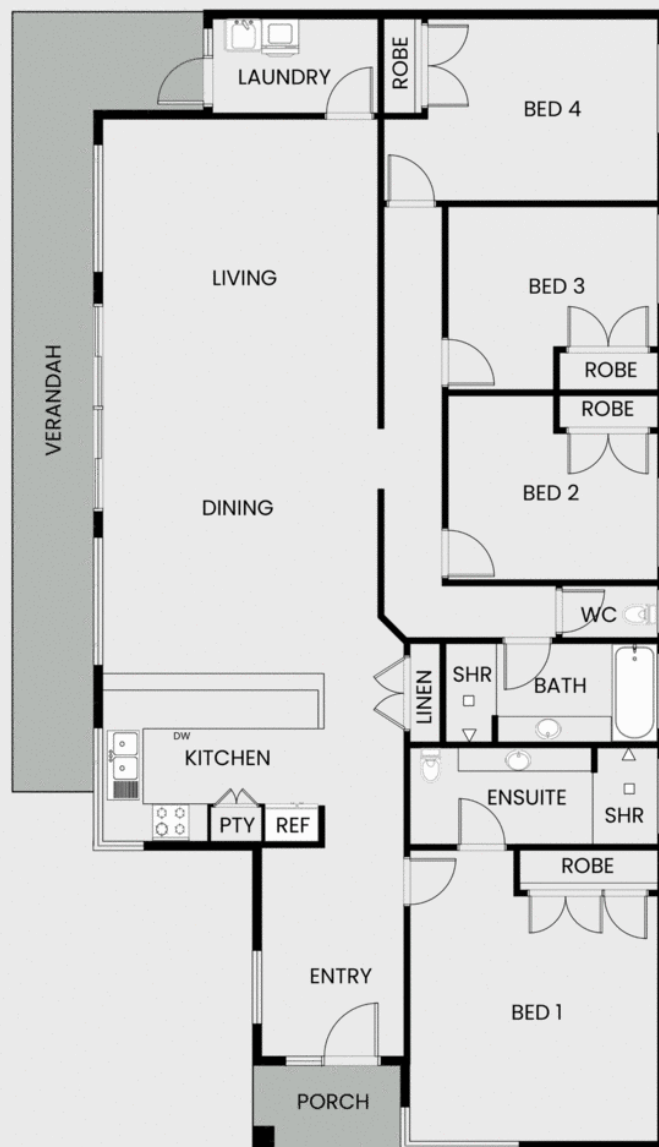 LAUNDRY
ROBE
BED 4
LIVING
BED 3
VERANDAH
ROBE
ROBE
BED 2
DINING
WC
SHR
BATH
LINEN
DW
KITCHEN
ENSUITE
PTY
REF
SHR
ROBE
ENTRY
BED 1
PORCH